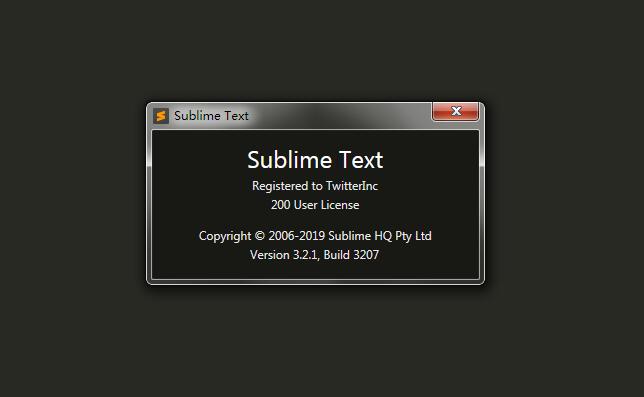 Sublime Text
Sublime Text
Registered to TwitterInc
200 User License
Copyright © 2006-2019 Sublime HQ Pty Ltd
Version 3.2.1, Build 3207